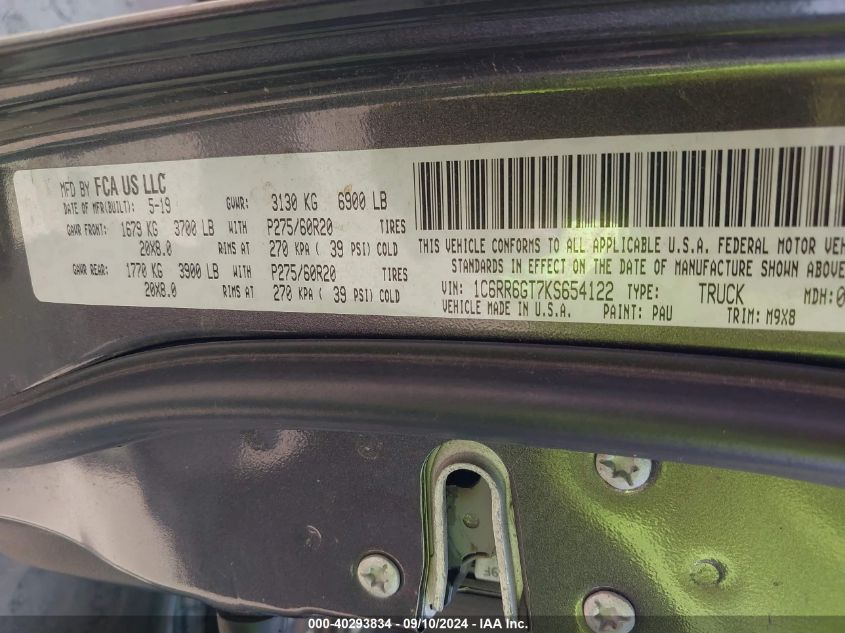 MFD BY FCA US LLC
DATE OF MFR(BUILT): 5-19 GVWR: 3130 KG 6900 LB
GAWR FRONT: 1679 KG 3700 LB WITH P275/60R20 TIRES
20X8.0 RIMS AT 270 KPA ( 39 PSI) COLD
GAWR REAR: 1770 KG 3900 LB WITH P275/60R20 TIRES
20X8.0 RIMS AT 270 KPA ( 39 PSI) COLD
THIS VEHICLE CONFORMS TO ALL APPLICABLE U.S.A. FEDERAL MOTOR VEH
STANDARDS IN EFFECT ON THE DATE OF MANUFACTURE SHOWN ABOVE
VIN: 1C6RR6GT7KS654122 TYPE: TRUCK MDH:0
VEHICLE MADE IN U.S.A. PAINT: PAU TRIM: M9X8
000-40293834 - 09/10/2024 - IAA Inc.